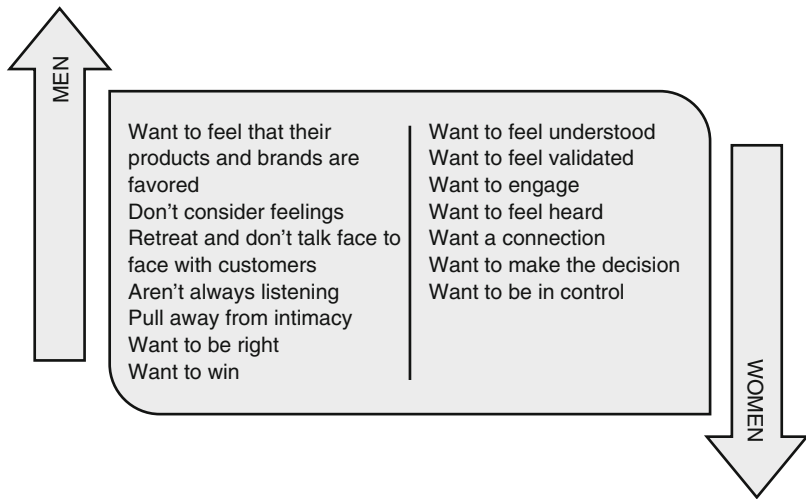 MEN
Want to feel that their
products and brands are
favored
Don't consider feelings
Retreat and don't talk face to
face with customers
Aren't always listening
Pull away from intimacy
Want to be right
Want to win
Want to feel understood
Want to feel validated
Want to engage
Want to feel heard
Want a connection
Want to make the decision
Want to be in control
WOMEN